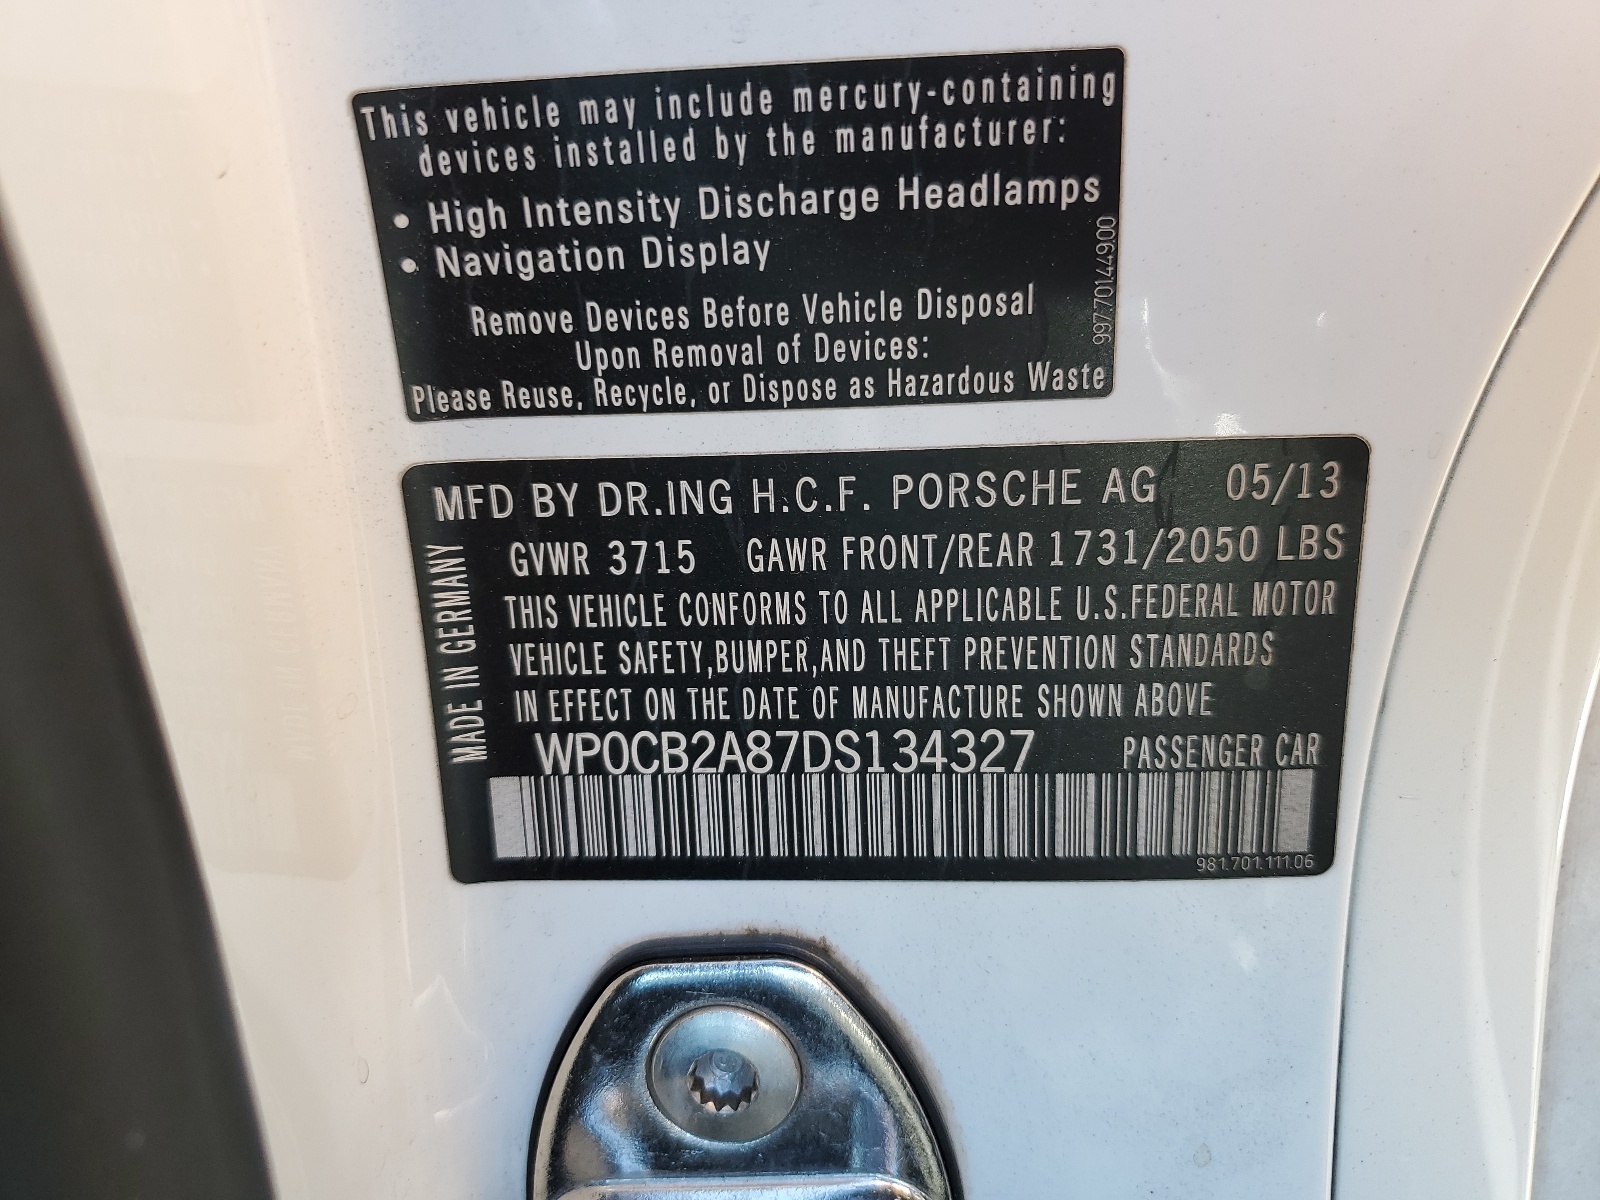 This vehicle may include mercury-containing
devices installed by the manufacturer:
• High Intensity Discharge Headlamps
• Navigation Display
Remove Devices Before Vehicle Disposal
Upon Removal of Devices:
Please Reuse, Recycle, or Dispose as Hazardous Waste
997.701.449.00
MFD BY DR.ING H.C.F. PORSCHE AG 05/13
GVWR 3715 GAWR FRONT/REAR 1731/2050 LBS
THIS VEHICLE CONFORMS TO ALL APPLICABLE U.S.FEDERAL MOTOR
VEHICLE SAFETY,BUMPER,AND THEFT PREVENTION STANDARDS
IN EFFECT ON THE DATE OF MANUFACTURE SHOWN ABOVE
MADE IN GERMANY
WP0CB2A87DS134327 PASSENGER CAR
981.701.111.06